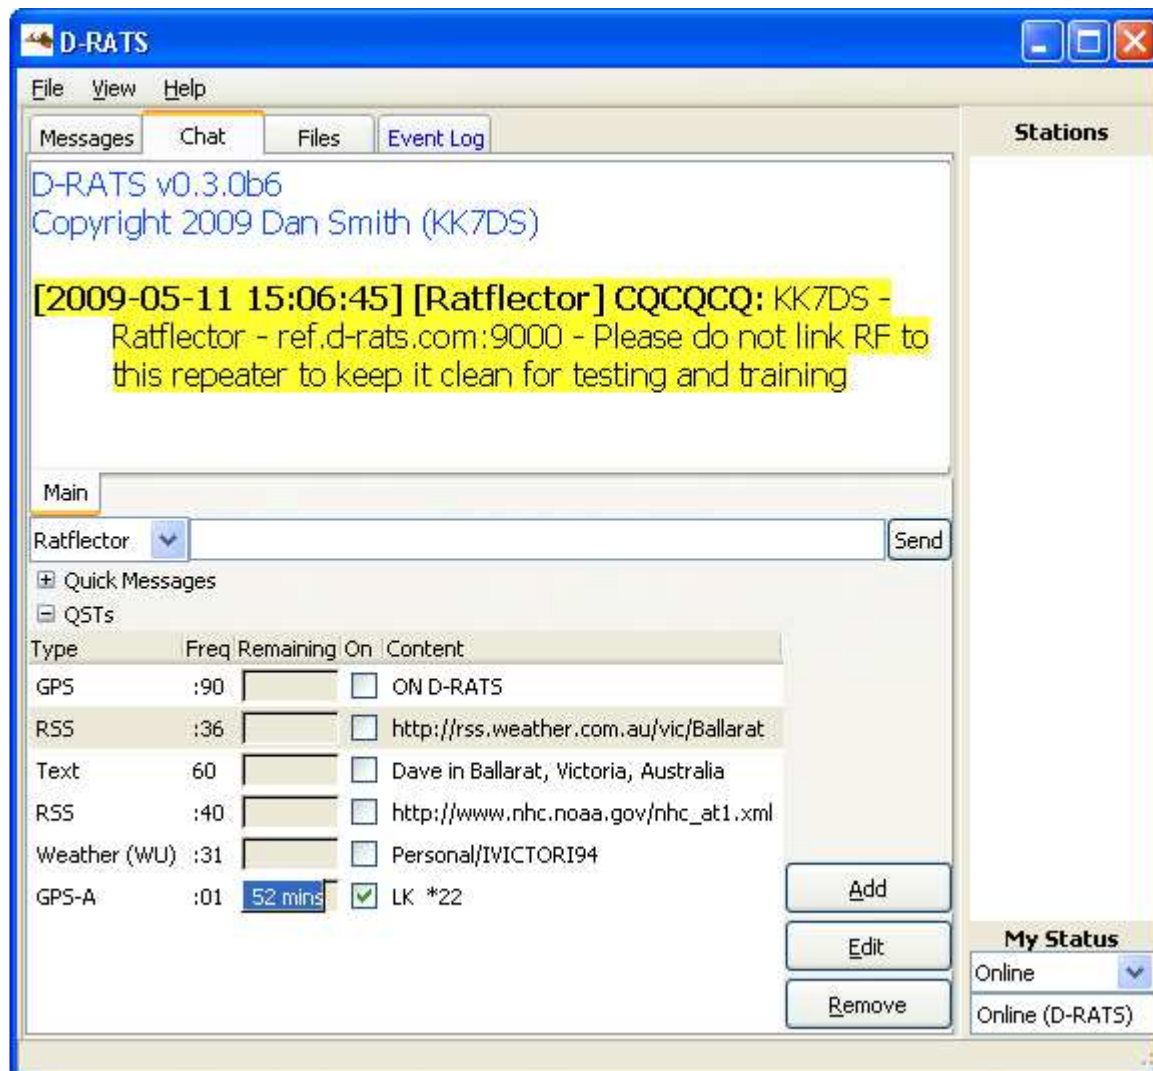 D-RATS
File View Help
Messages Chat Files Event Log
Stations
D-RATS v0.3.0b6
Copyright 2009 Dan Smith (KK7DS)
[2009-05-11 15:06:45] [Ratflector] CQCQCQ: KK7DS -
Ratflector - ref.d-rats.com:9000 - Please do not link RF to
this repeater to keep it clean for testing and training
Main
Ratflector Send
Quick Messages
QSTs
Type Freq Remaining On Content
GPS :90 ON D-RATS
RSS :36 http://rss.weather.com.au/vic/Ballarat
Text 60 Dave in Ballarat, Victoria, Australia
RSS :40 http://www.nhc.noaa.gov/nhc_at1.xml
Weather (WU) :31 Personal/IVICTORI94
GPS-A :01 52 mins LK *22
Add
Edit
Remove
My Status
Online
Online (D-RATS)